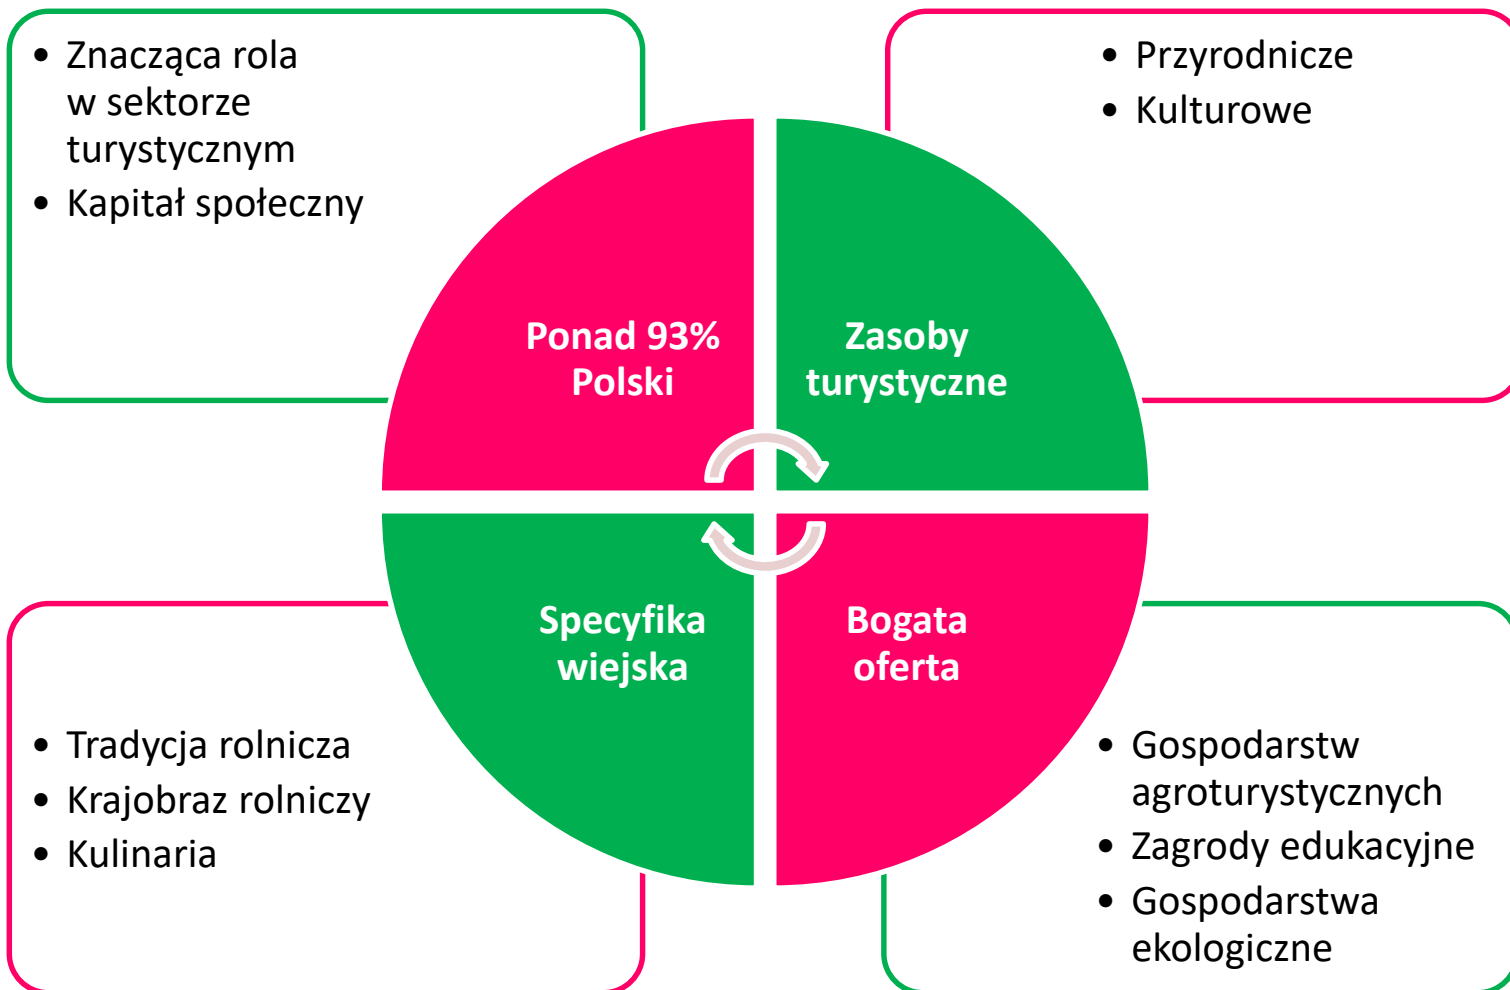 • Znacząca rola
w sektorze
turystycznym
• Kapitał społeczny
• Przyrodnicze
• Kulturowe
Ponad 93%
Polski
Zasoby
turystyczne
Specyfika
wiejska
Bogata
oferta
• Tradycja rolnicza
• Krajobraz rolniczy
• Kulinaria
• Gospodarstw
agroturystycznych
• Zagrody edukacyjne
• Gospodarstwa
ekologiczne